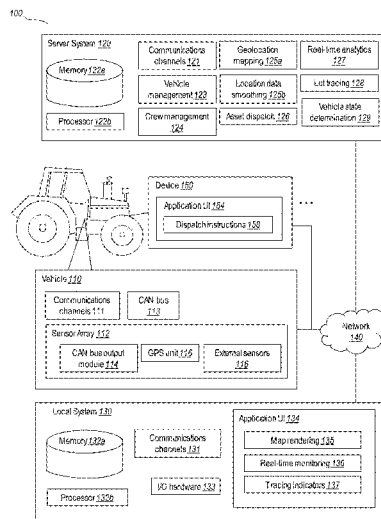 100
Server System 120
Memory 122a
Processor 122b
Communications channels 121
Geolocation mapping 125a
Real-time analytics 127
Vehicle management 123
Location data smoothing 125b
Lot tracing 128
Crew management 124
Asset dispatch 126
Vehicle state determination 129
Device 150
Application UI 154
Dispatch instructions 158
Vehicle 110
Communications channels 111
CAN bus 113
Sensor Array 112
CAN bus output module 114
GPS unit 115
External sensors 116
Network 140
Local System 130
Memory 132a
Communications channels 131
I/O hardware 133
Processor 132b
Application UI 134
Map rendering 135
Real-time monitoring 136
Tracing indicators 137